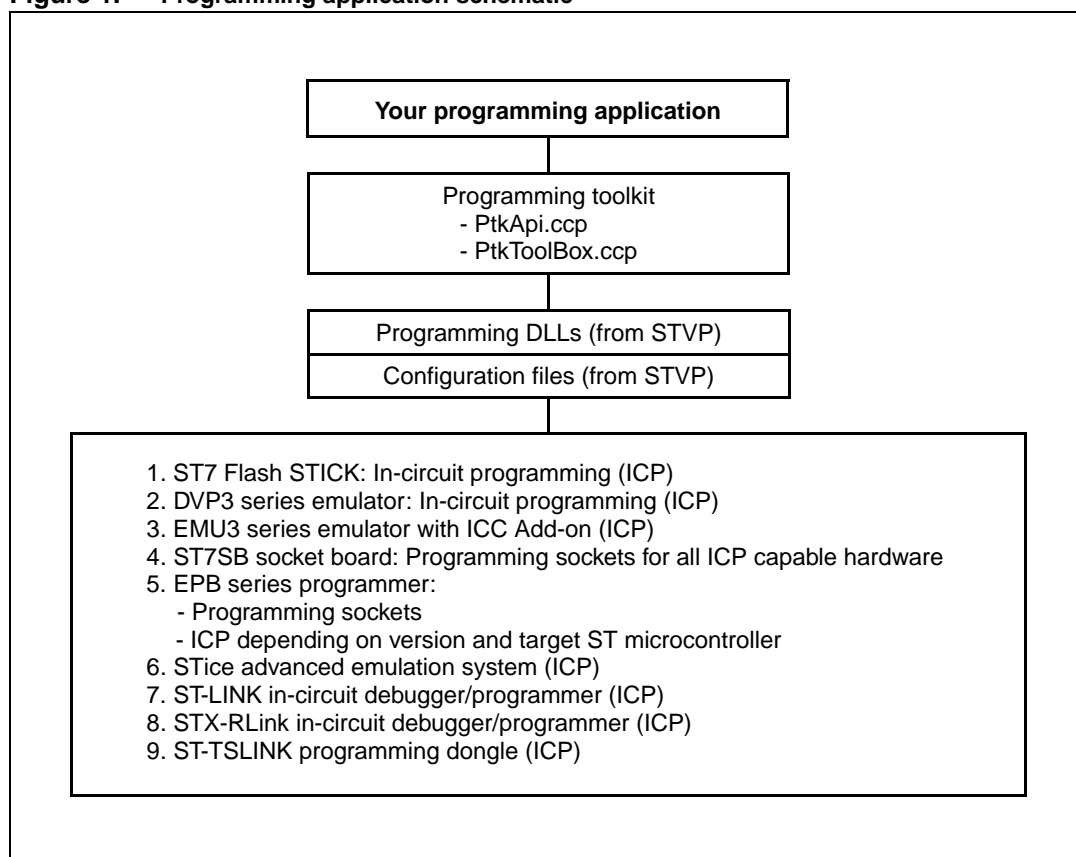 Figure 1. Programming application schematic
Your programming application
Programming toolkit
- PtkApi.ccp
- PtkToolBox.ccp
Programming DLLs (from STVP)
Configuration files (from STVP)
1. ST7 Flash STICK: In-circuit programming (ICP)
2. DVP3 series emulator: In-circuit programming (ICP)
3. EMU3 series emulator with ICC Add-on (ICP)
4. ST7SB socket board: Programming sockets for all ICP capable hardware
5. EPB series programmer:
- Programming sockets
- ICP depending on version and target ST microcontroller
6. STice advanced emulation system (ICP)
7. ST-LINK in-circuit debugger/programmer (ICP)
8. STX-RLink in-circuit debugger/programmer (ICP)
9. ST-TSLINK programming dongle (ICP)